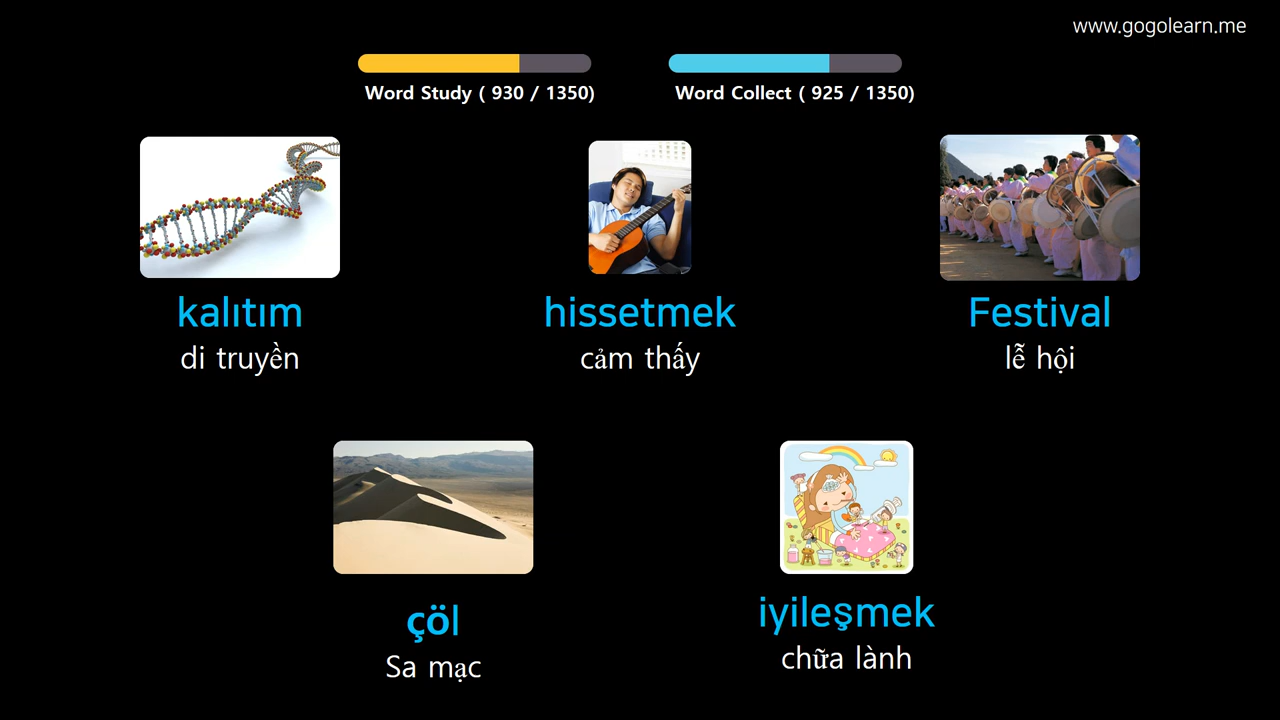 www.gogolearn.me
Word Study ( 930 / 1350)
Word Collect ( 925 / 1350)
kalıtım
di truyền
hissetmek
cảm thấy
Festival
lễ hội
çöl
Sa mạc
iyileşmek
chữa lành